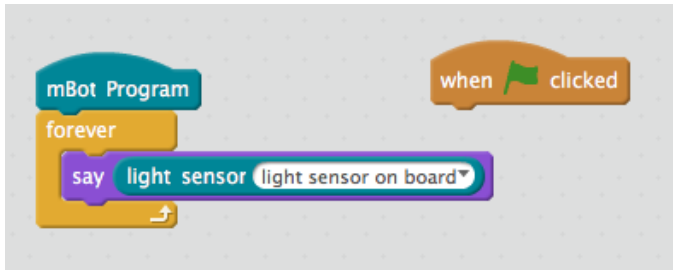 when clicked
mBot Program
forever
say light sensor light sensor on board